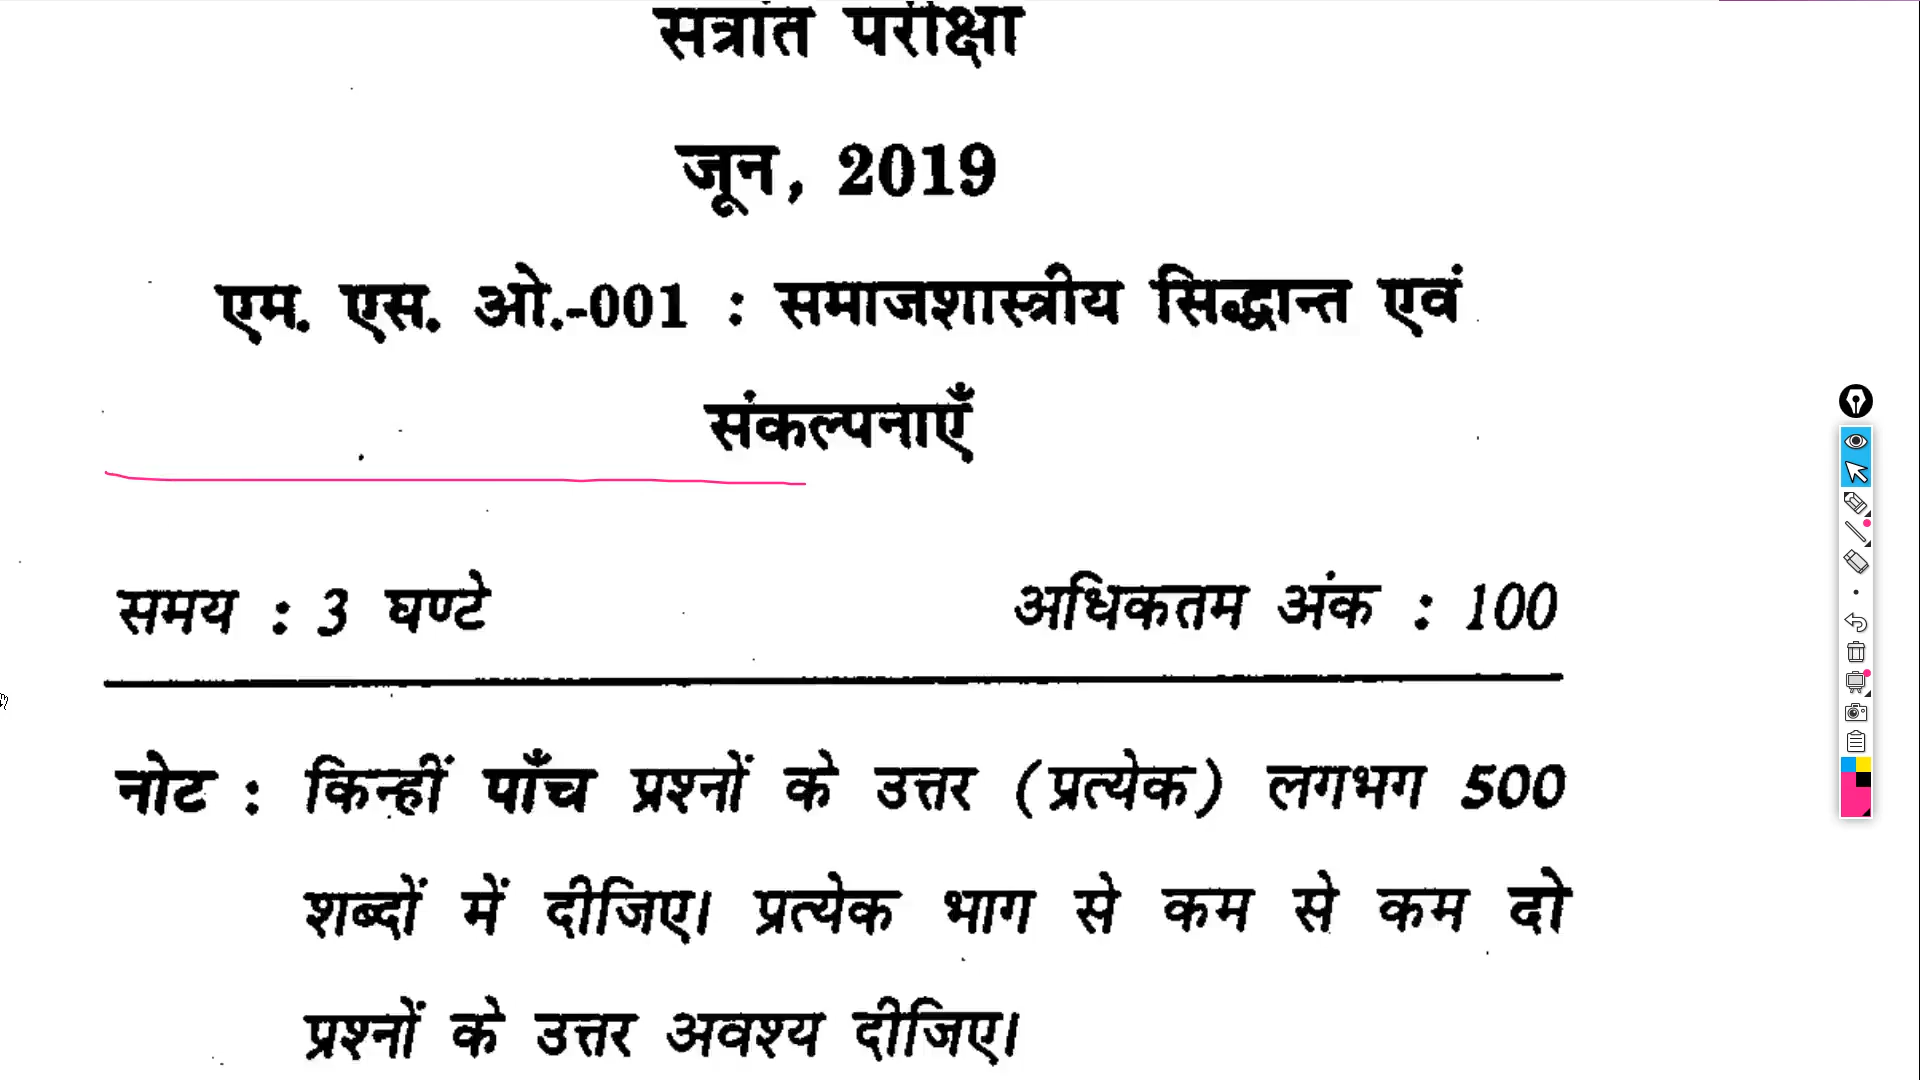 सत्रांत परीक्षा
जून, 2019
एम. एस. ओ.-001 : समाजशास्त्रीय सिद्धान्त एवं
संकल्पनाएँ
समय : 3 घण्टे अधिकतम अंक : 100
नोट : किन्हीं पाँच प्रश्नों के उत्तर (प्रत्येक) लगभग 500
शब्दों में दीजिए। प्रत्येक भाग से कम से कम दो
प्रश्नों के उत्तर अवश्य दीजिए।